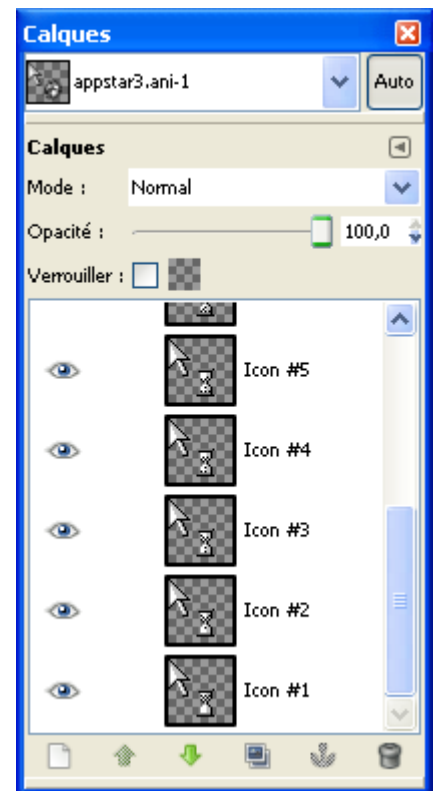 Calques
appstar3.ani-1
Auto
Calques
Mode : Normal
Opacité : 100,0
Verrouiller :
Icon #5
Icon #4
Icon #3
Icon #2
Icon #1